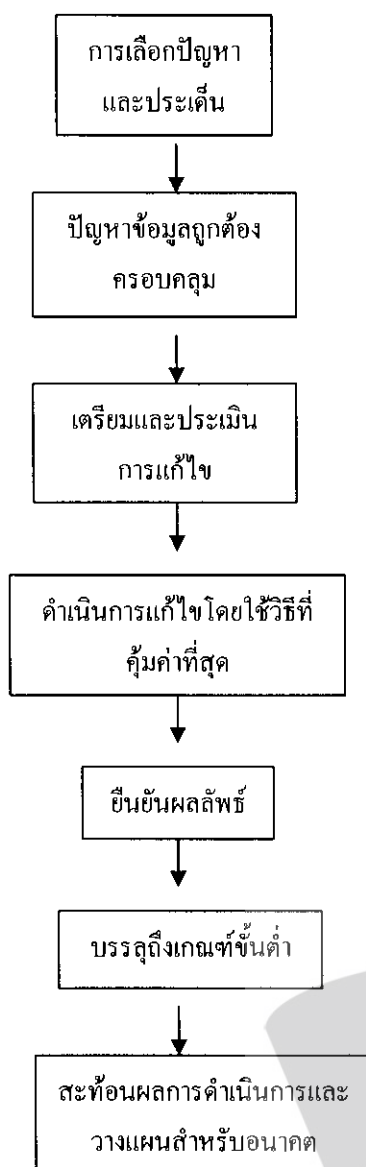 การเลือกปัญหา
และประเด็น
ปัญหาข้อมูลถูกต้อง
ครอบคลุม
เตรียมและประเมิน
การแก้ไข
ดำเนินการแก้ไขโดยใช้วิธีที่
คุ้มค่าที่สุด
ยืนยันผลลัพธ์
บรรลุถึงเกณฑ์ขั้นต่ำ
สะท้อนผลการดำเนินการและ
วางแผนสำหรับอนาคต